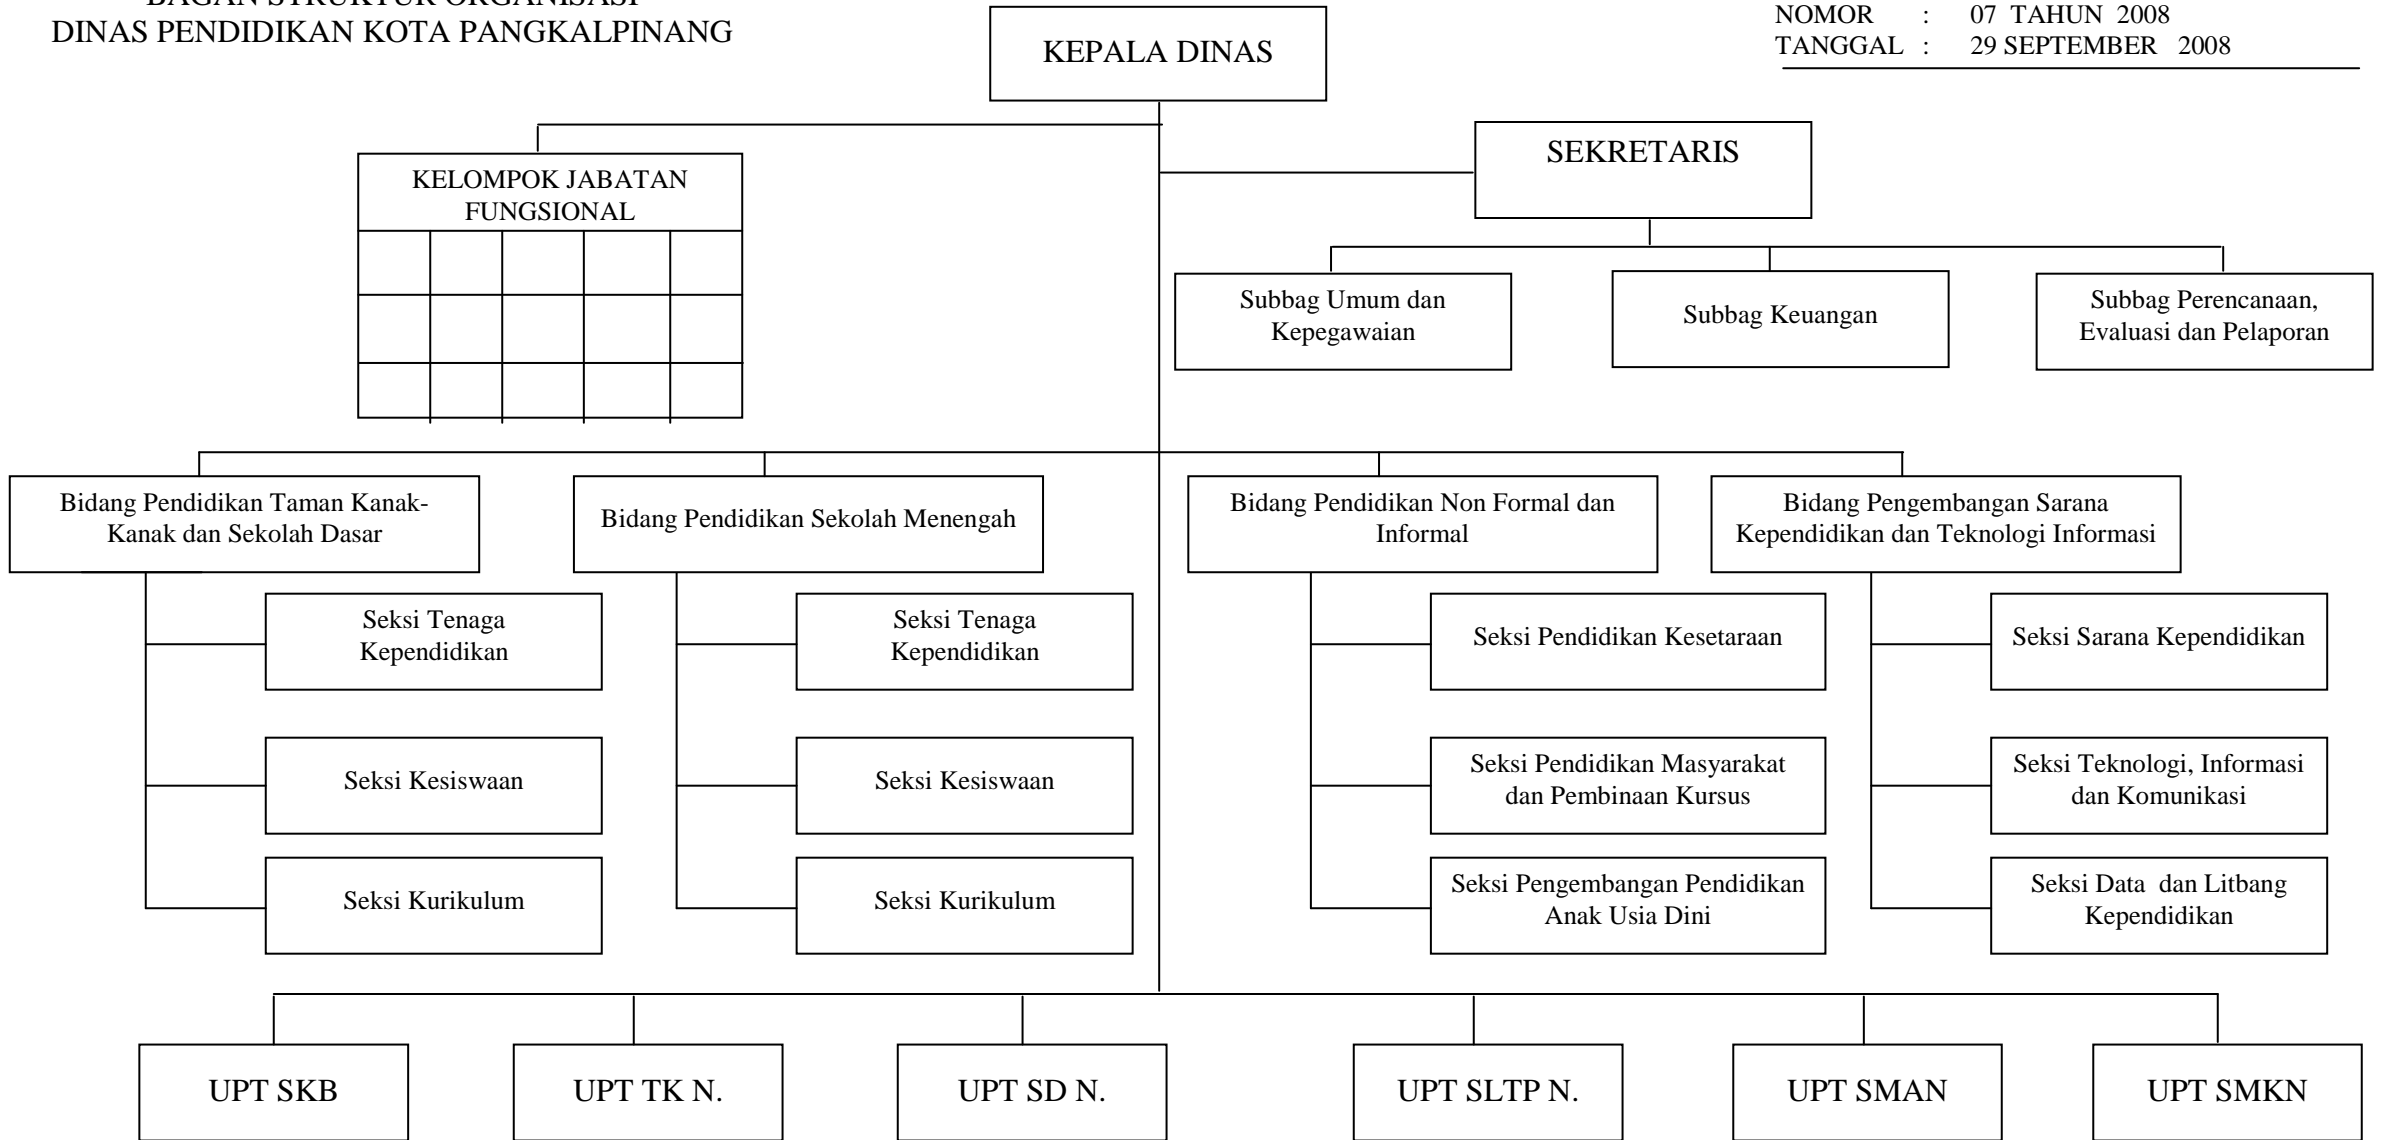 BAGAN STRUKTUR ORGANISASI
DINAS PENDIDIKAN KOTA PANGKALPINANG
NOMOR : 07 TAHUN 2008
TANGGAL : 29 SEPTEMBER 2008
KEPALA DINAS
KELOMPOK JABATAN
FUNGSIONAL
SEKRETARIS
Subbag Umum dan
Kepegawaian
Subbag Keuangan
Subbag Perencanaan,
Evaluasi dan Pelaporan
Bidang Pendidikan Taman Kanak-
Kanak dan Sekolah Dasar
Bidang Pendidikan Sekolah Menengah
Bidang Pendidikan Non Formal dan
Informal
Bidang Pengembangan Sarana
Kependidikan dan Teknologi Informasi
Seksi Tenaga
Kependidikan
Seksi Tenaga
Kependidikan
Seksi Pendidikan Kesetaraan
Seksi Sarana Kependidikan
Seksi Kesiswaan
Seksi Kesiswaan
Seksi Pendidikan Masyarakat
dan Pembinaan Kursus
Seksi Teknologi, Informasi
dan Komunikasi
Seksi Kurikulum
Seksi Kurikulum
Seksi Pengembangan Pendidikan
Anak Usia Dini
Seksi Data dan Litbang
Kependidikan
UPT SKB
UPT TK N.
UPT SD N.
UPT SLTP N.
UPT SMAN
UPT SMKN